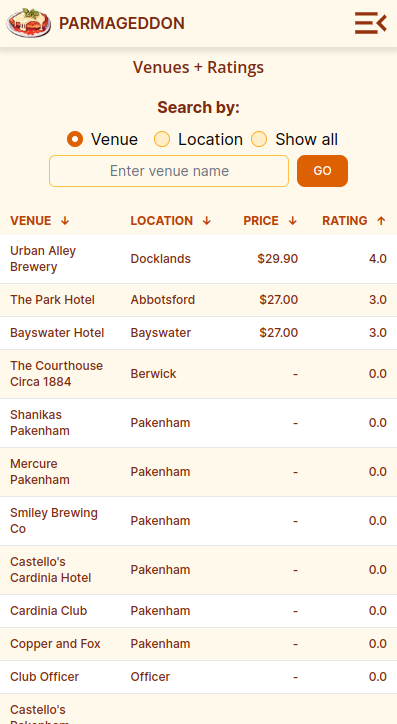 PARMAGEDDON
Venues + Ratings
Search by:
Venue Location Show all
Enter venue name GO
VENUE ↓ LOCATION ↓ PRICE ↓ RATING ↑
Urban Alley
Brewery Docklands $29.90 4.0
The Park Hotel Abbotsford $27.00 3.0
Bayswater Hotel Bayswater $27.00 3.0
The Courthouse
Circa 1884 Berwick - 0.0
Shanikas
Pakenham Pakenham - 0.0
Mercure
Pakenham Pakenham - 0.0
Smiley Brewing
Co Pakenham - 0.0
Castello's
Cardinia Hotel Pakenham - 0.0
Cardinia Club Pakenham - 0.0
Copper and Fox Pakenham - 0.0
Club Officer Officer - 0.0
Castello's
Pakenham